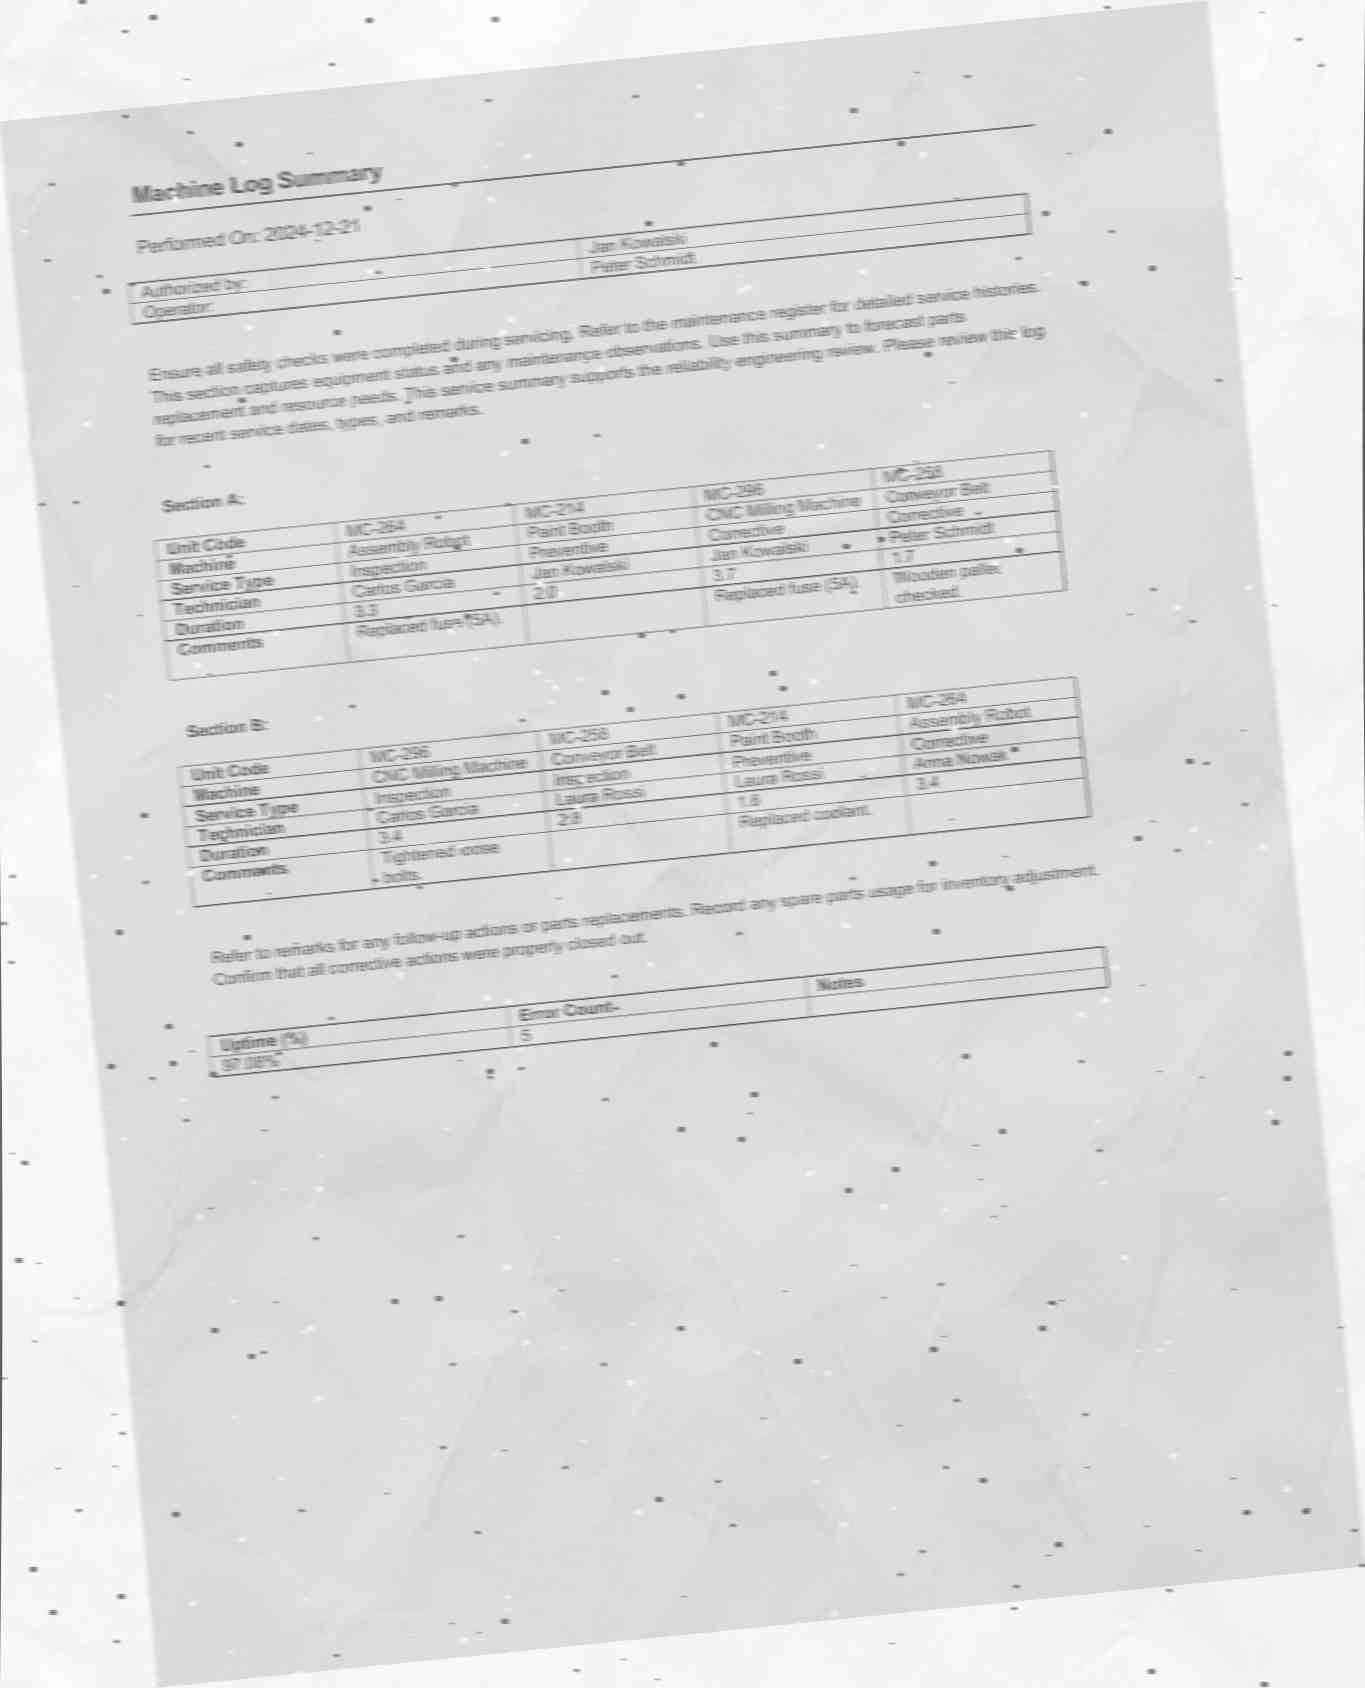 Machine Log Summary
Performed On: 2024-12-21
Authorized by: Jan Kowalski
Operator: Peter Schmidt
Ensure all safety checks were completed during servicing. Refer to the maintenance register for detailed service histories.
This section captures equipment status and any maintenance observations. Use this summary to forecast parts
replacement and resource needs. This service summary supports the reliability engineering review. Please review this log
for recent service dates, types, and remarks.
Section A:
Unit Code MC-264 MC-214 MC-296 MC-258
Machine Assembly Robot Paint Booth CNC Milling Machine Conveyor Belt
Service Type Inspection Preventive Corrective Corrective
Technician Carlos Garcia Jan Kowalski Jan Kowalski Peter Schmidt
Duration 3.3 2.0 3.7 1.7
Comments Replaced fuse (5A). Replaced fuse (5A). Wooden pallet
checked.
Section B:
Unit Code MC-296 MC-258 MC-214 MC-264
Machine CNC Milling Machine Conveyor Belt Paint Booth Assembly Robot
Service Type Inspection Inspection Preventive Corrective
Technician Carlos Garcia Laura Rossi Laura Rossi Anna Nowak
Duration 3.4 2.8 1.6 3.4
Comments Tightened loose Replaced coolant.
bolts.
Refer to remarks for any follow-up actions or parts replacements. Record any spare parts usage for inventory adjustment.
Confirm that all corrective actions were properly closed out.
Uptime (%) Error Count Notes
97.08% 5